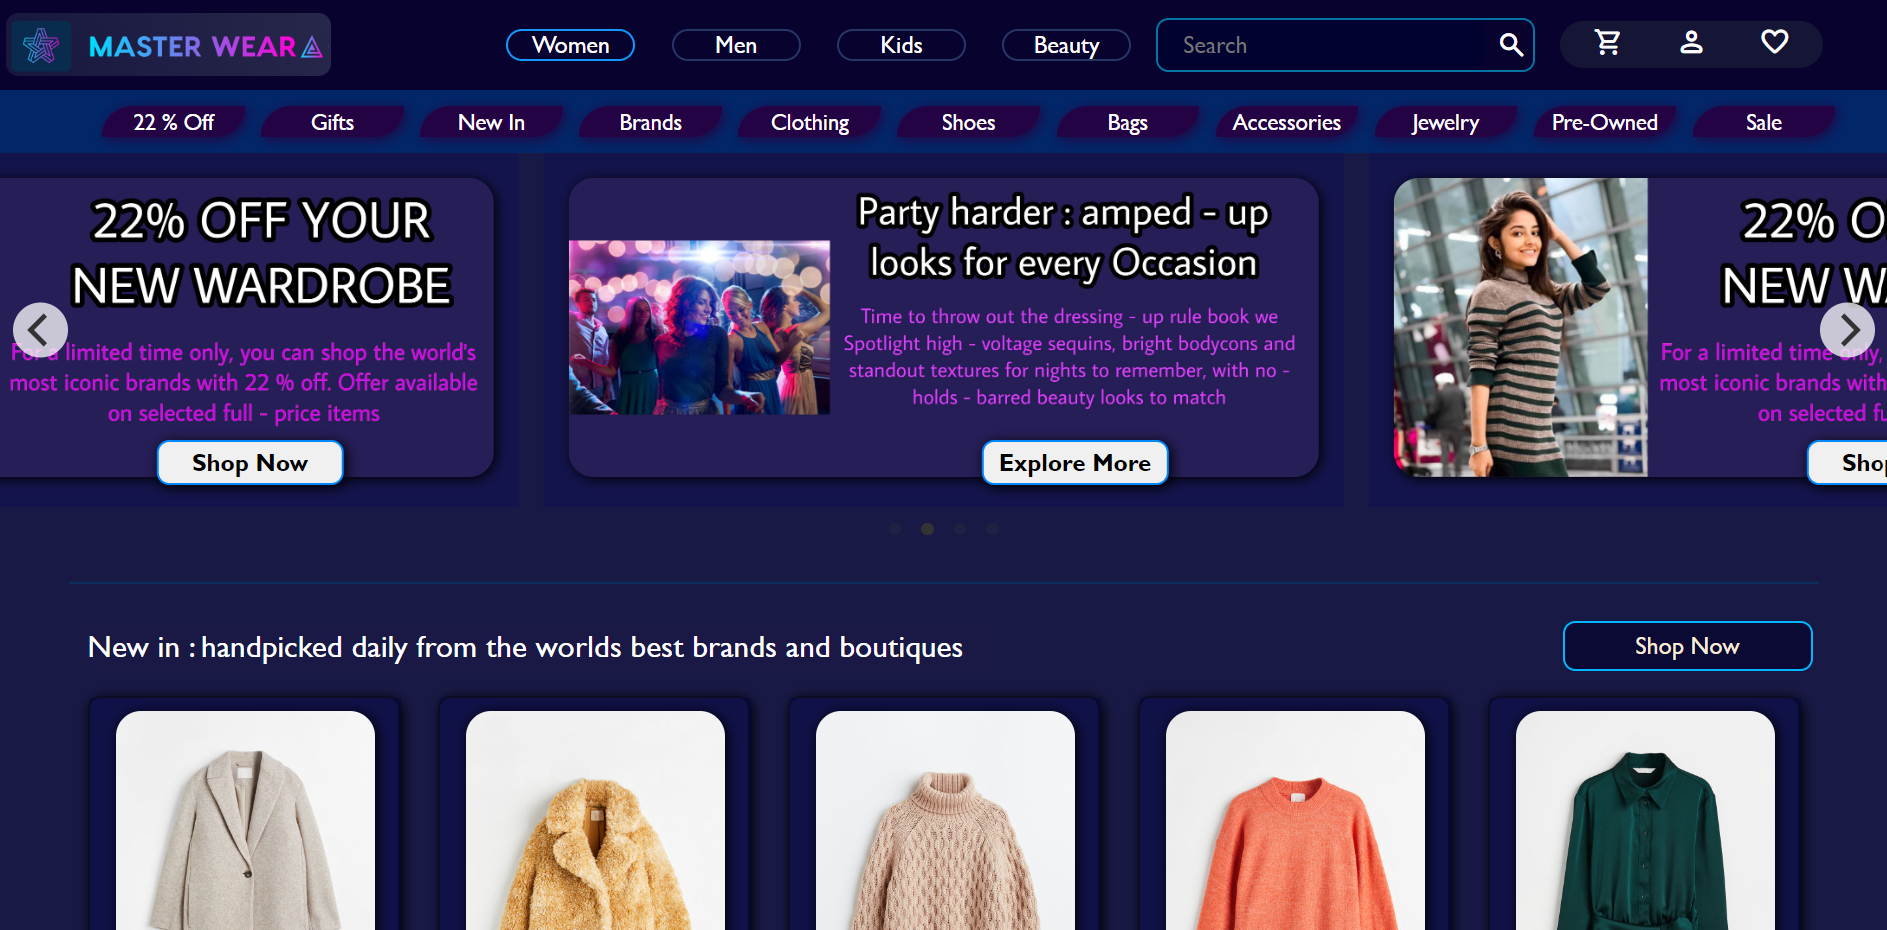 MASTER WEAR
Women
Men
Kids
Beauty
Search
22 % Off
Gifts
New In
Brands
Clothing
Shoes
Bags
Accessories
Jewelry
Pre-Owned
Sale
22% OFF YOUR
NEW WARDROBE
For a limited time only, you can shop the world's
most iconic brands with 22 % off. Offer available
on selected full - price items
Shop Now
Party harder : amped - up
looks for every Occasion
Time to throw out the dressing - up rule book we
Spotlight high - voltage sequins, bright bodycons and
standout textures for nights to remember, with no -
holds - barred beauty looks to match
Explore More
22% O
NEW W
For a limited time only,
most iconic brands with
on selected fu
Shop
New in : handpicked daily from the worlds best brands and boutiques
Shop Now